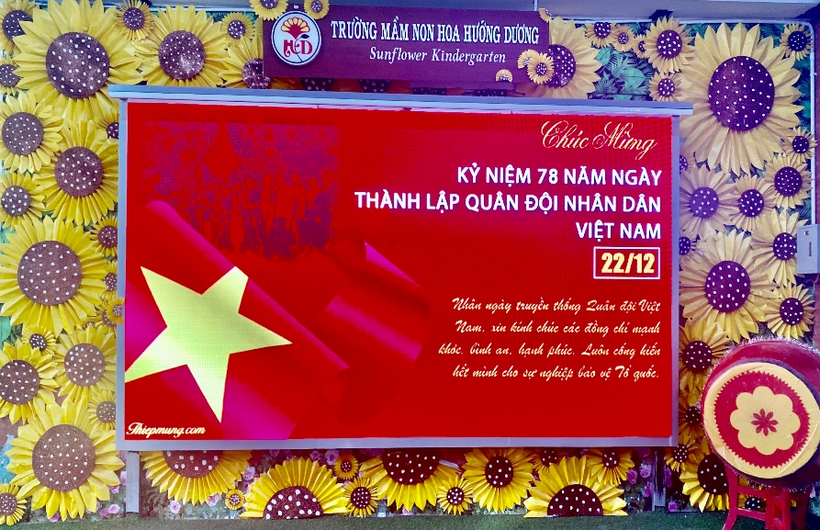 HD
TRƯỜNG MẦM NON HOA HƯỚNG DƯƠNG
Sunflower Kindergarten
Chúc Mừng
KỶ NIỆM 78 NĂM NGÀY
THÀNH LẬP QUÂN ĐỘI NHÂN DÂN
VIỆT NAM
22/12
Nhân ngày truyền thống Quân đội Việt
Nam, xin kính chúc các đồng chí mạnh
khỏe, bình an, hạnh phúc. Luôn cống hiến
hết mình cho sự nghiệp bảo vệ Tổ quốc.
Thiepmung.com